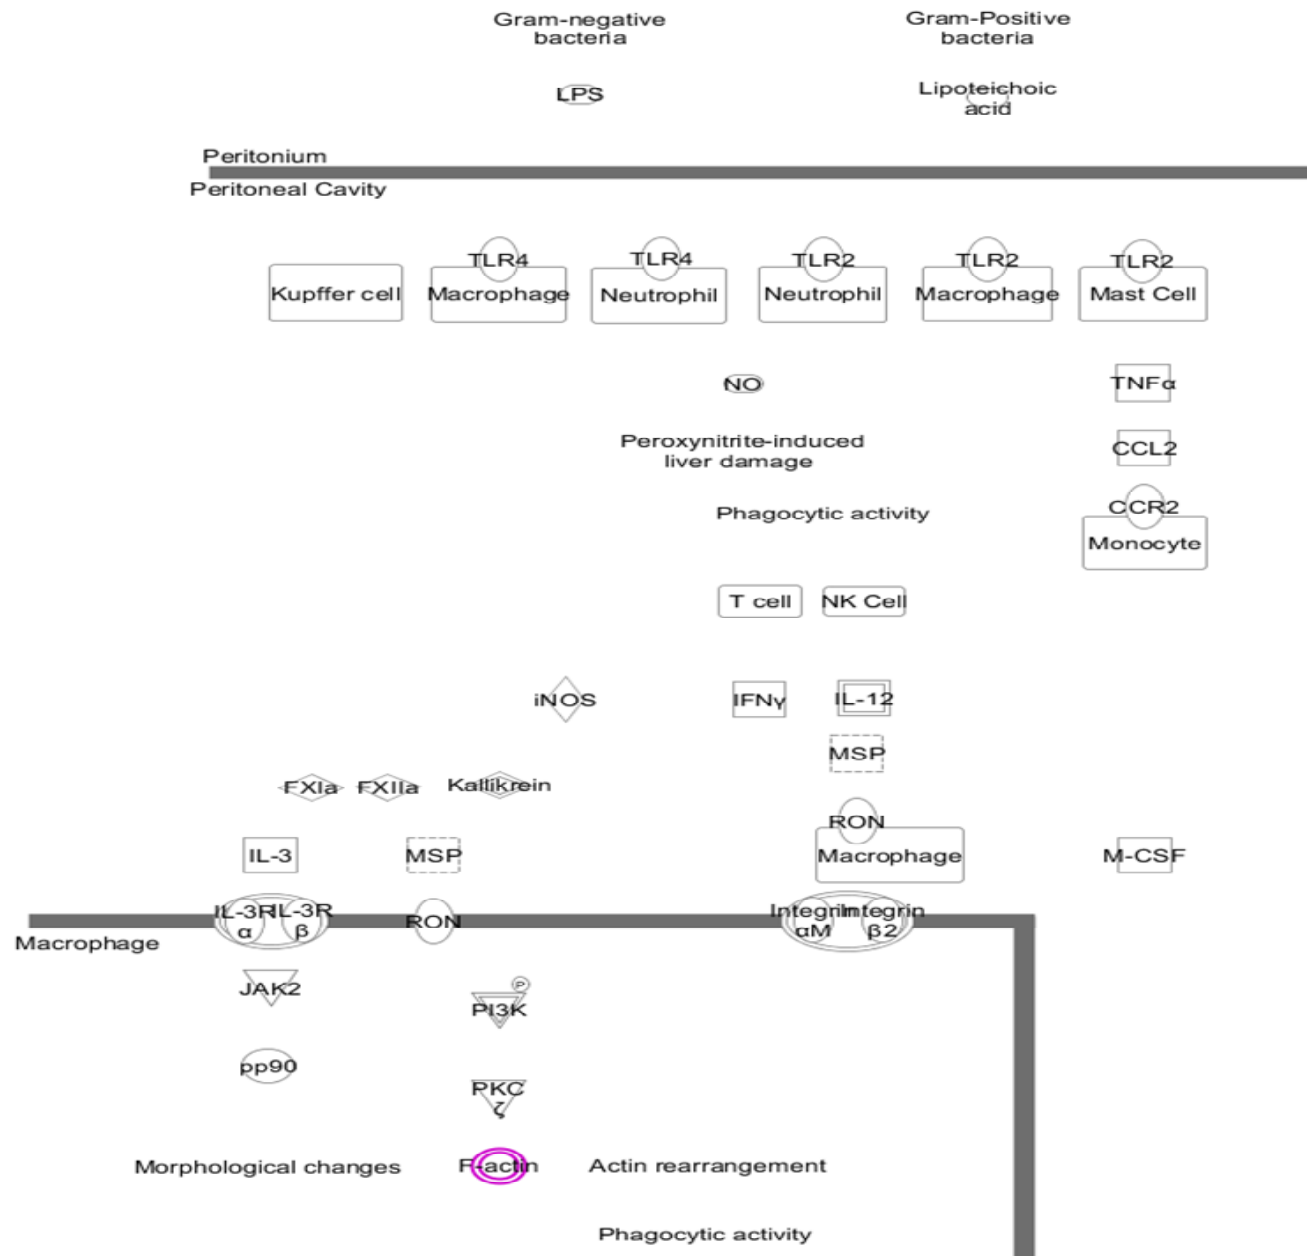 Gram-negative
bacteria
Gram-Positive
bacteria
LPS
Lipoteichoic
acid
Peritonium
Peritoneal Cavity
TLR4
TLR4
TLR2
TLR2
TLR2
Kupffer cell
Macrophage
Neutrophil
Neutrophil
Macrophage
Mast Cell
NO
TNFα
Peroxynitrite-induced
liver damage
CCL2
Phagocytic activity
CCR2
Monocyte
T cell
NK Cell
iNOS
IFNγ
IL-12
MSP
FXIa
FXIIa
Kallikrein
RON
IL-3
MSP
Macrophage
M-CSF
IL-3R
α
IL-3R
β
RON
Integrin
αM
Integrin
β2
Macrophage
JAK2
P
PI3K
pp90
PKC
ζ
Morphological changes
F-actin
Actin rearrangement
Phagocytic activity